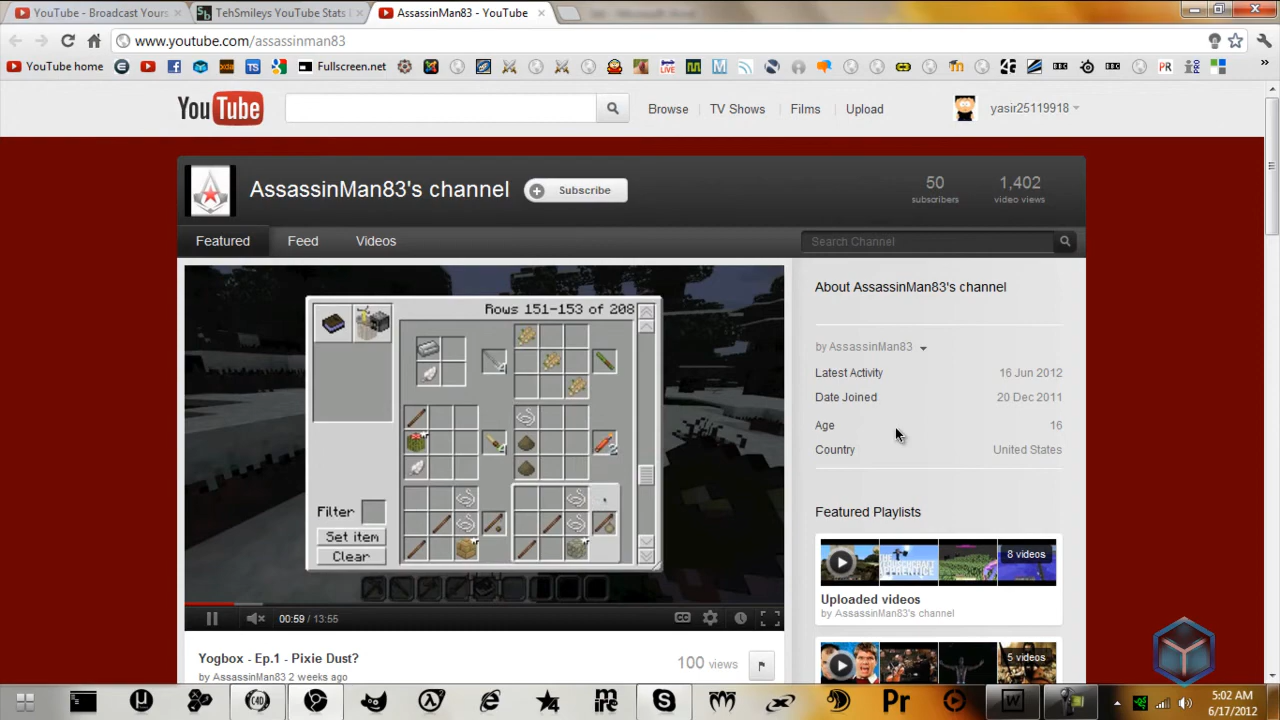 YouTube - Broadcast Yours
TehSmileys YouTube Stats
AssassinMan83 - YouTube
www.youtube.com/assassinman83
YouTube home
Fullscreen.net
YouTube
Browse
TV Shows
Films
Upload
yasir25119918
AssassinMan83's channel
Subscribe
50
subscribers
1,402
video views
Featured
Feed
Videos
Search Channel
Rows 151-153 of 208
4
4
2
Filter
Set item
Clear
00:59 / 13:55
CC
Yogbox - Ep.1 - Pixie Dust?
by AssassinMan83 2 weeks ago
100 views
About AssassinMan83's channel
by AssassinMan83
Latest Activity 16 Jun 2012
Date Joined 20 Dec 2011
Age 16
Country United States
Featured Playlists
8 videos
Uploaded videos
by AssassinMan83's channel
5 videos
5:02 AM
6/17/2012